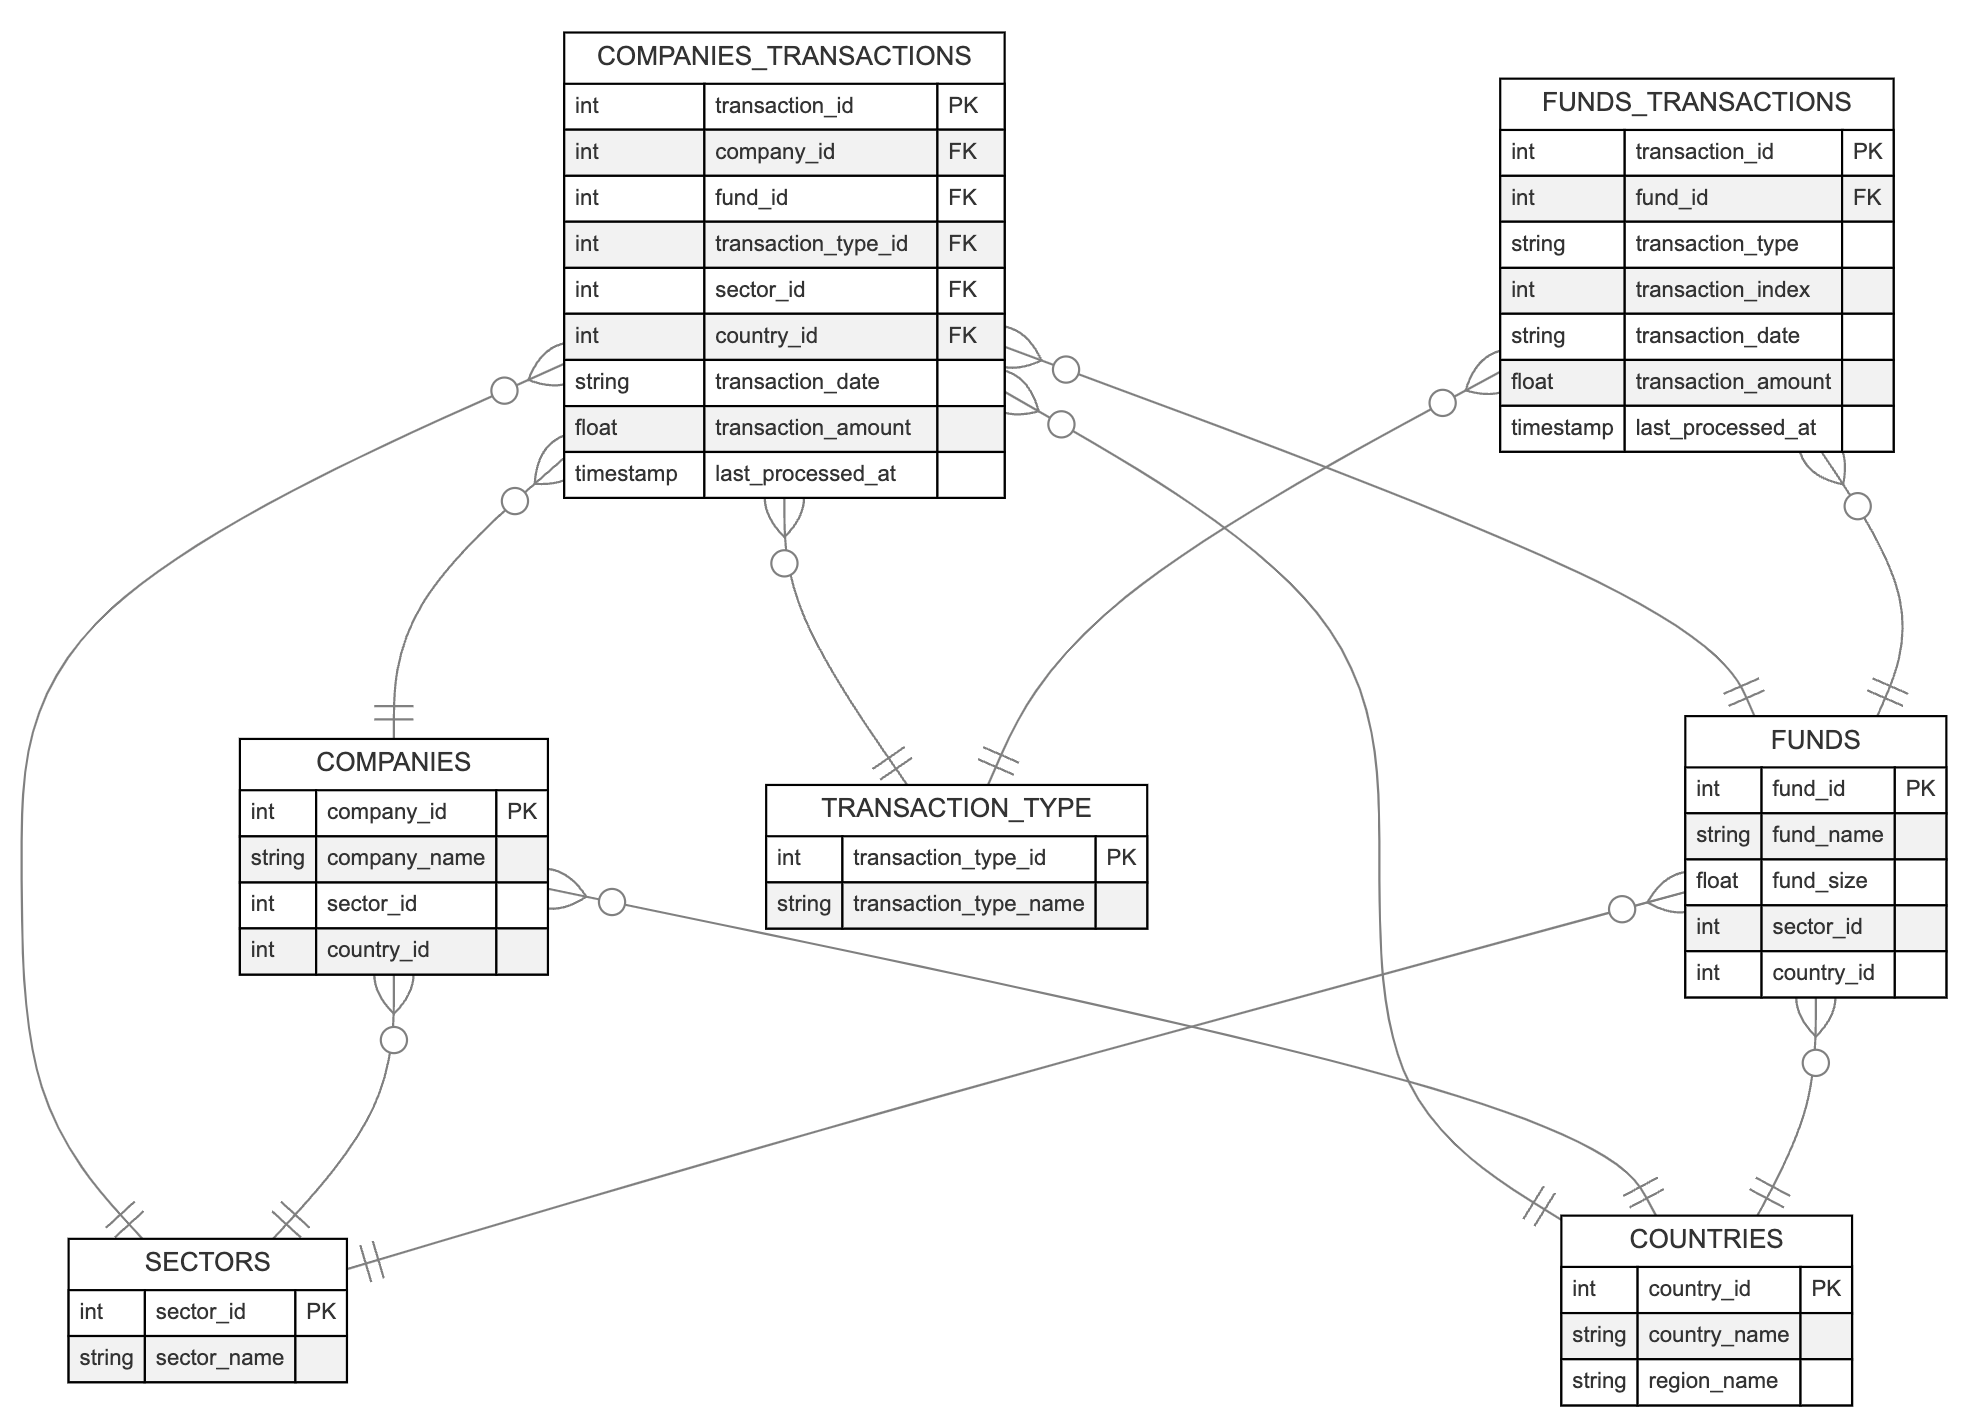 COMPANIES_TRANSACTIONS
int transaction_id PK
int company_id FK
int fund_id FK
int transaction_type_id FK
int sector_id FK
int country_id FK
string transaction_date
float transaction_amount
timestamp last_processed_at
FUNDS_TRANSACTIONS
int transaction_id PK
int fund_id FK
string transaction_type
int transaction_index
string transaction_date
float transaction_amount
timestamp last_processed_at
COMPANIES
int company_id PK
string company_name
int sector_id
int country_id
TRANSACTION_TYPE
int transaction_type_id PK
string transaction_type_name
FUNDS
int fund_id PK
string fund_name
float fund_size
int sector_id
int country_id
SECTORS
int sector_id PK
string sector_name
COUNTRIES
int country_id PK
string country_name
string region_name